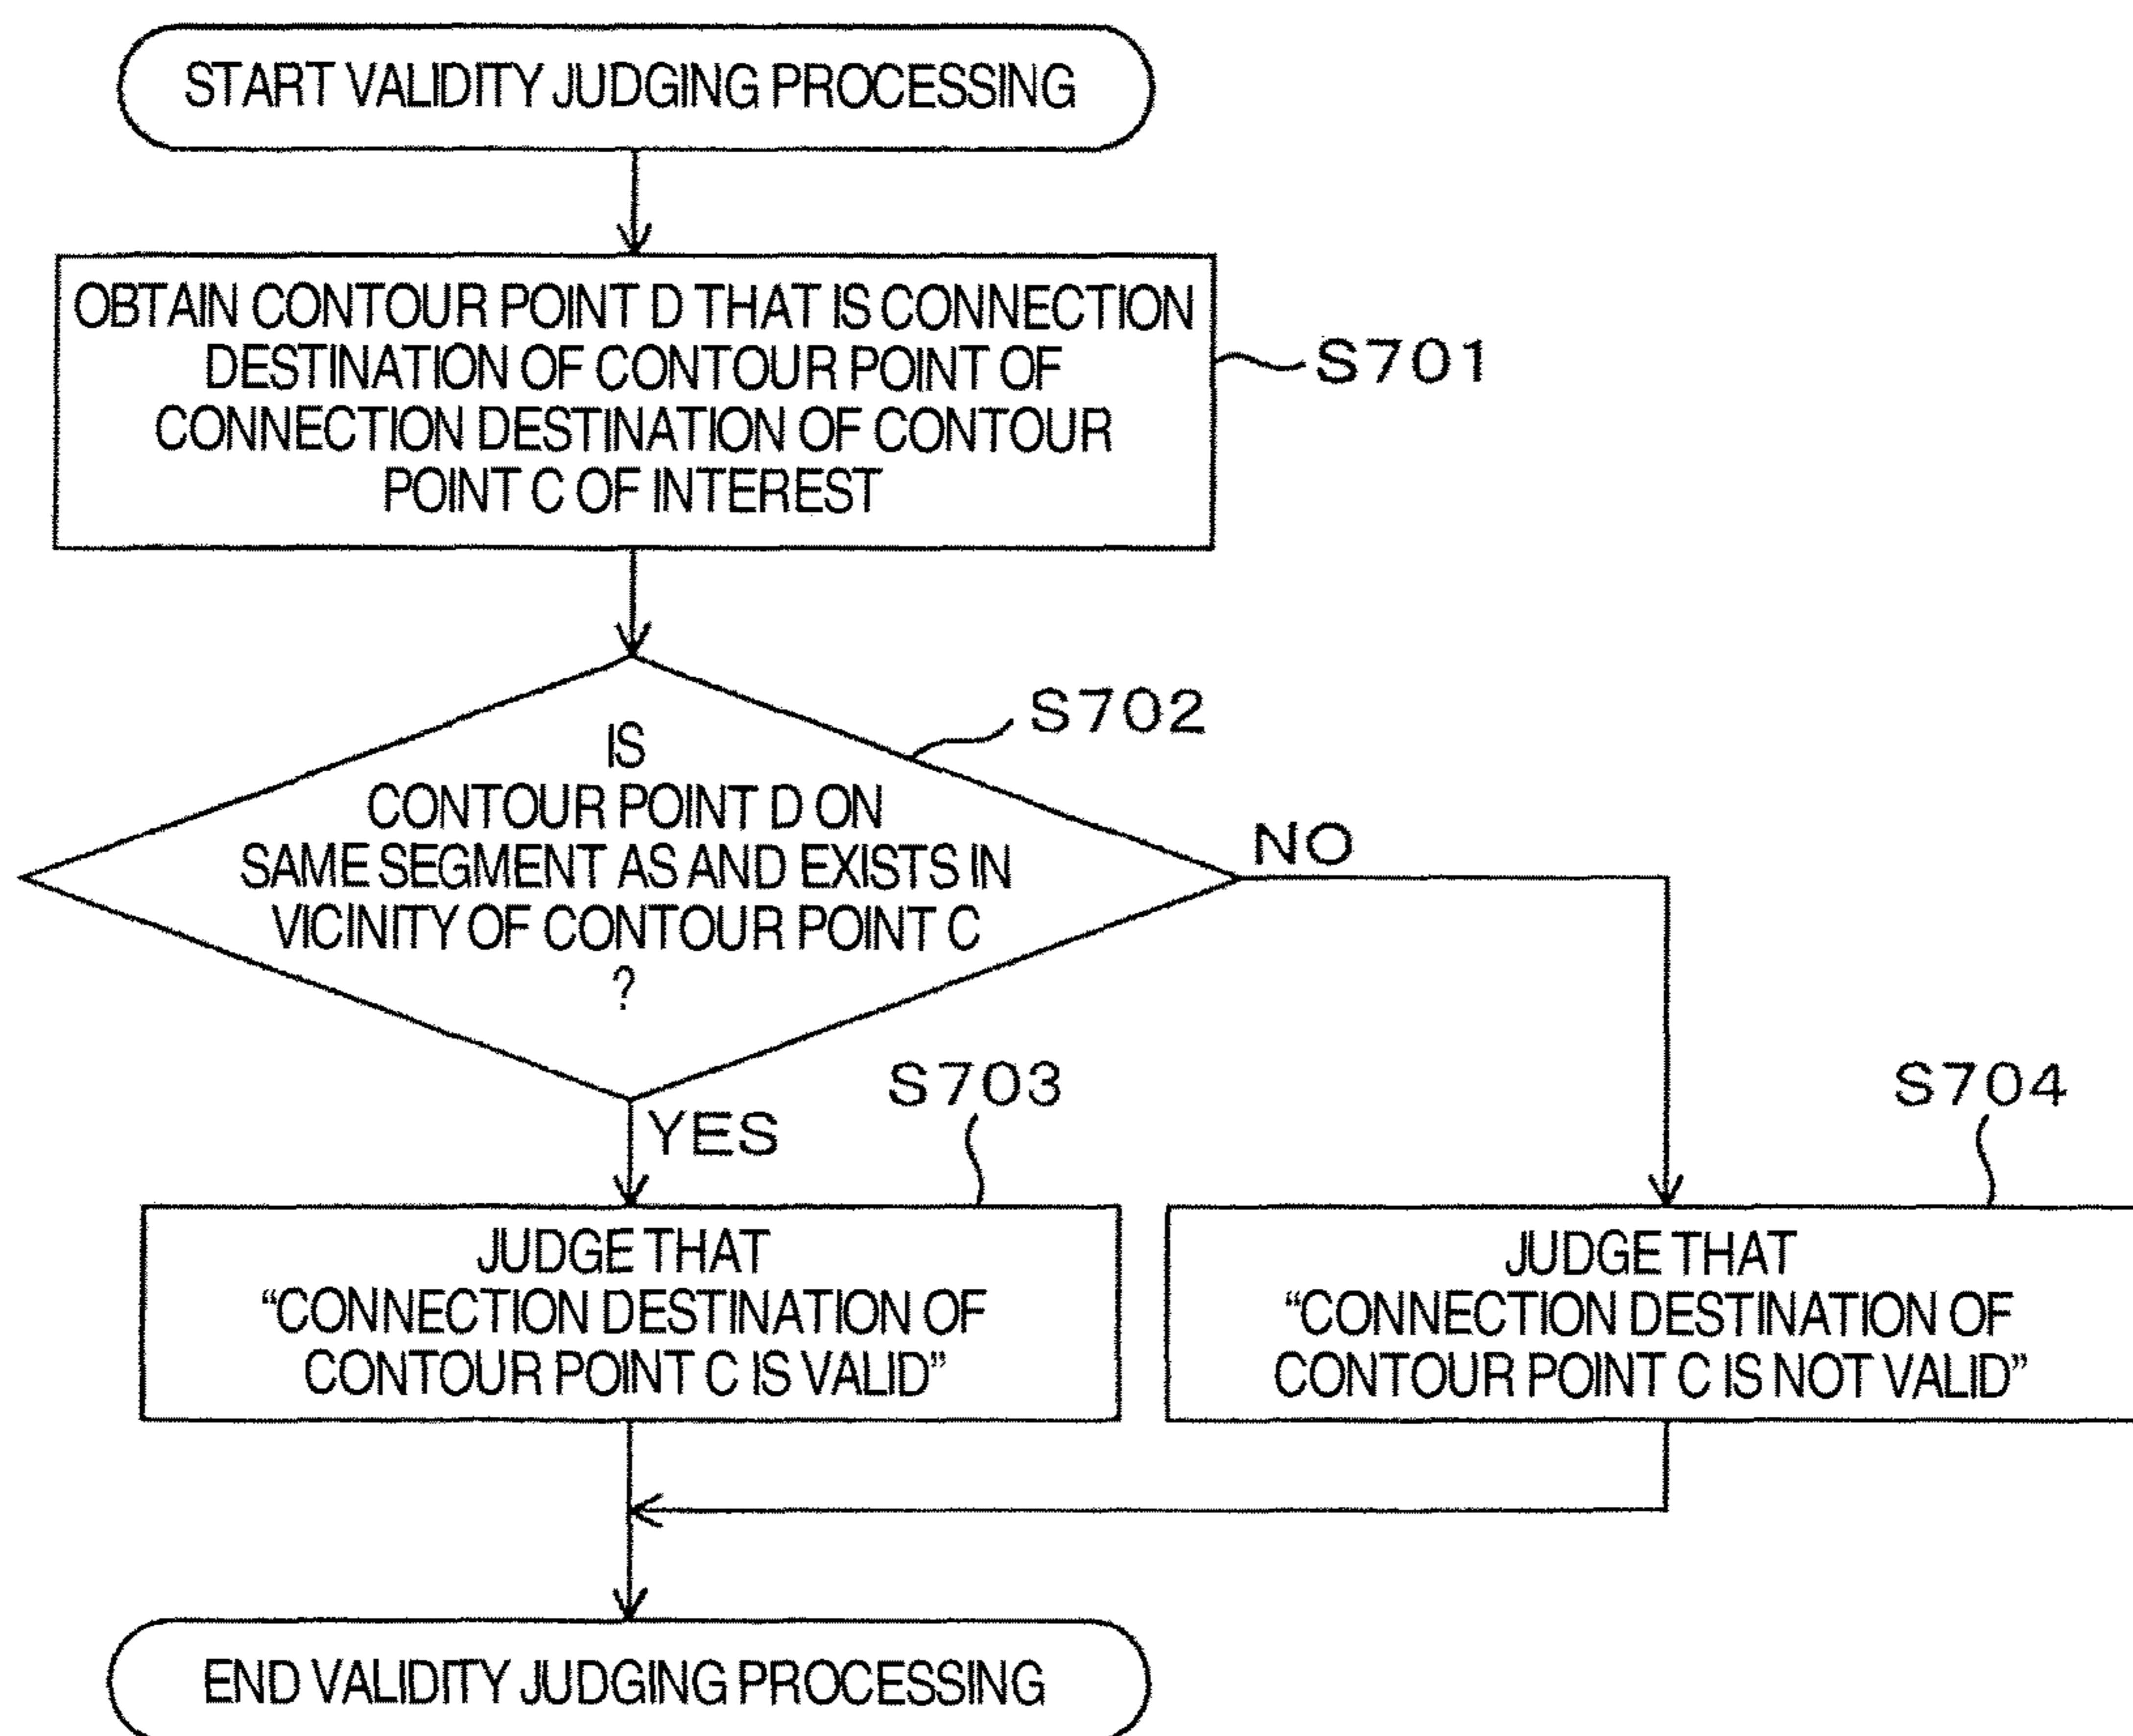 START VALIDITY JUDGING PROCESSING
OBTAIN CONTOUR POINT D THAT IS CONNECTION
DESTINATION OF CONTOUR POINT OF
CONNECTION DESTINATION OF CONTOUR
POINT C OF INTEREST
S701
S702
IS
CONTOUR POINT D ON
SAME SEGMENT AS AND EXISTS IN
VICINITY OF CONTOUR POINT C
?
NO
YES
S703
S704
JUDGE THAT
“CONNECTION DESTINATION OF
CONTOUR POINT C IS VALID”
JUDGE THAT
“CONNECTION DESTINATION OF
CONTOUR POINT C IS NOT VALID”
END VALIDITY JUDGING PROCESSING